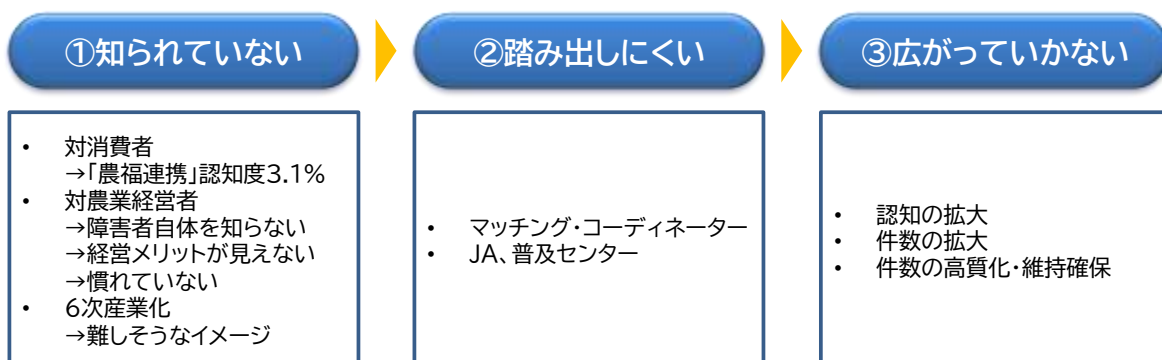 ①知られていない
• 対消費者
→「農福連携」認知度3.1%
• 対農業経営者
→障害者自体を知らない
→経営メリットが見えない
→慣れていない
• 6次産業化
→難しそうなイメージ
②踏み出しにくい
• マッチング・コーディネーター
• JA、普及センター
③広がっていかない
• 認知の拡大
• 件数の拡大
• 件数の高質化・維持確保